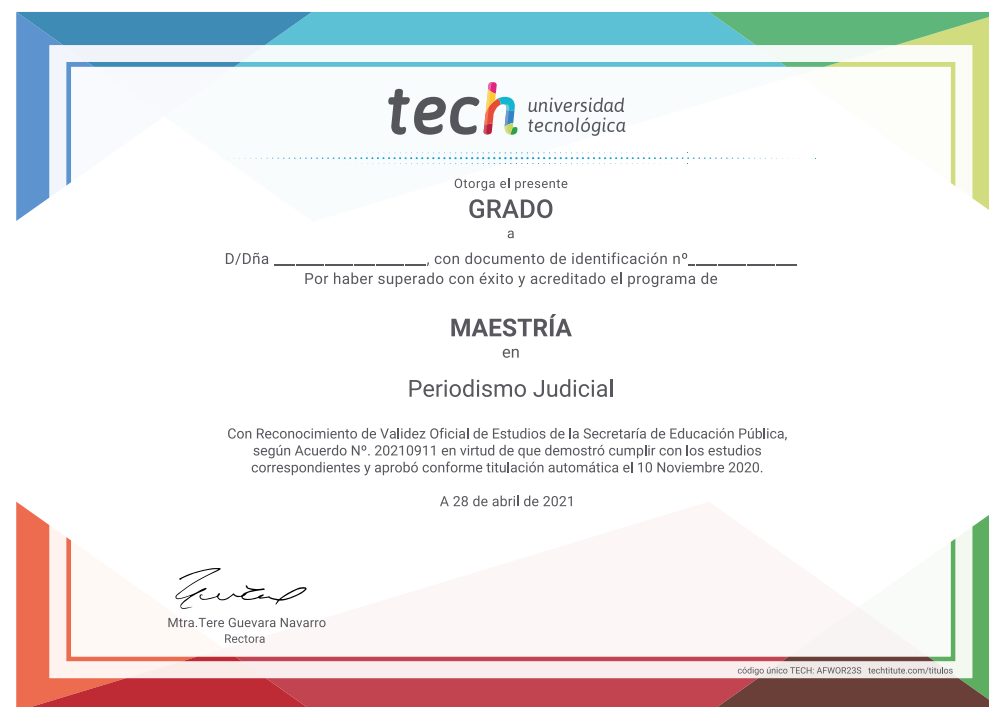 tech universidad
tecnológica
Otorga el presente
GRADO
a
D/Dña __________________, con documento de identificación nº_____________
Por haber superado con éxito y acreditado el programa de
MAESTRÍA
en
Periodismo Judicial
Con Reconocimiento de Validez Oficial de Estudios de la Secretaría de Educación Pública,
según Acuerdo Nº. 20210911 en virtud de que demostró cumplir con los estudios
correspondientes y aprobó conforme titulación automática el 10 Noviembre 2020.
A 28 de abril de 2021
Mtra.Tere Guevara Navarro
Rectora
código único TECH: AFWOR23S techtitute.com/titulos